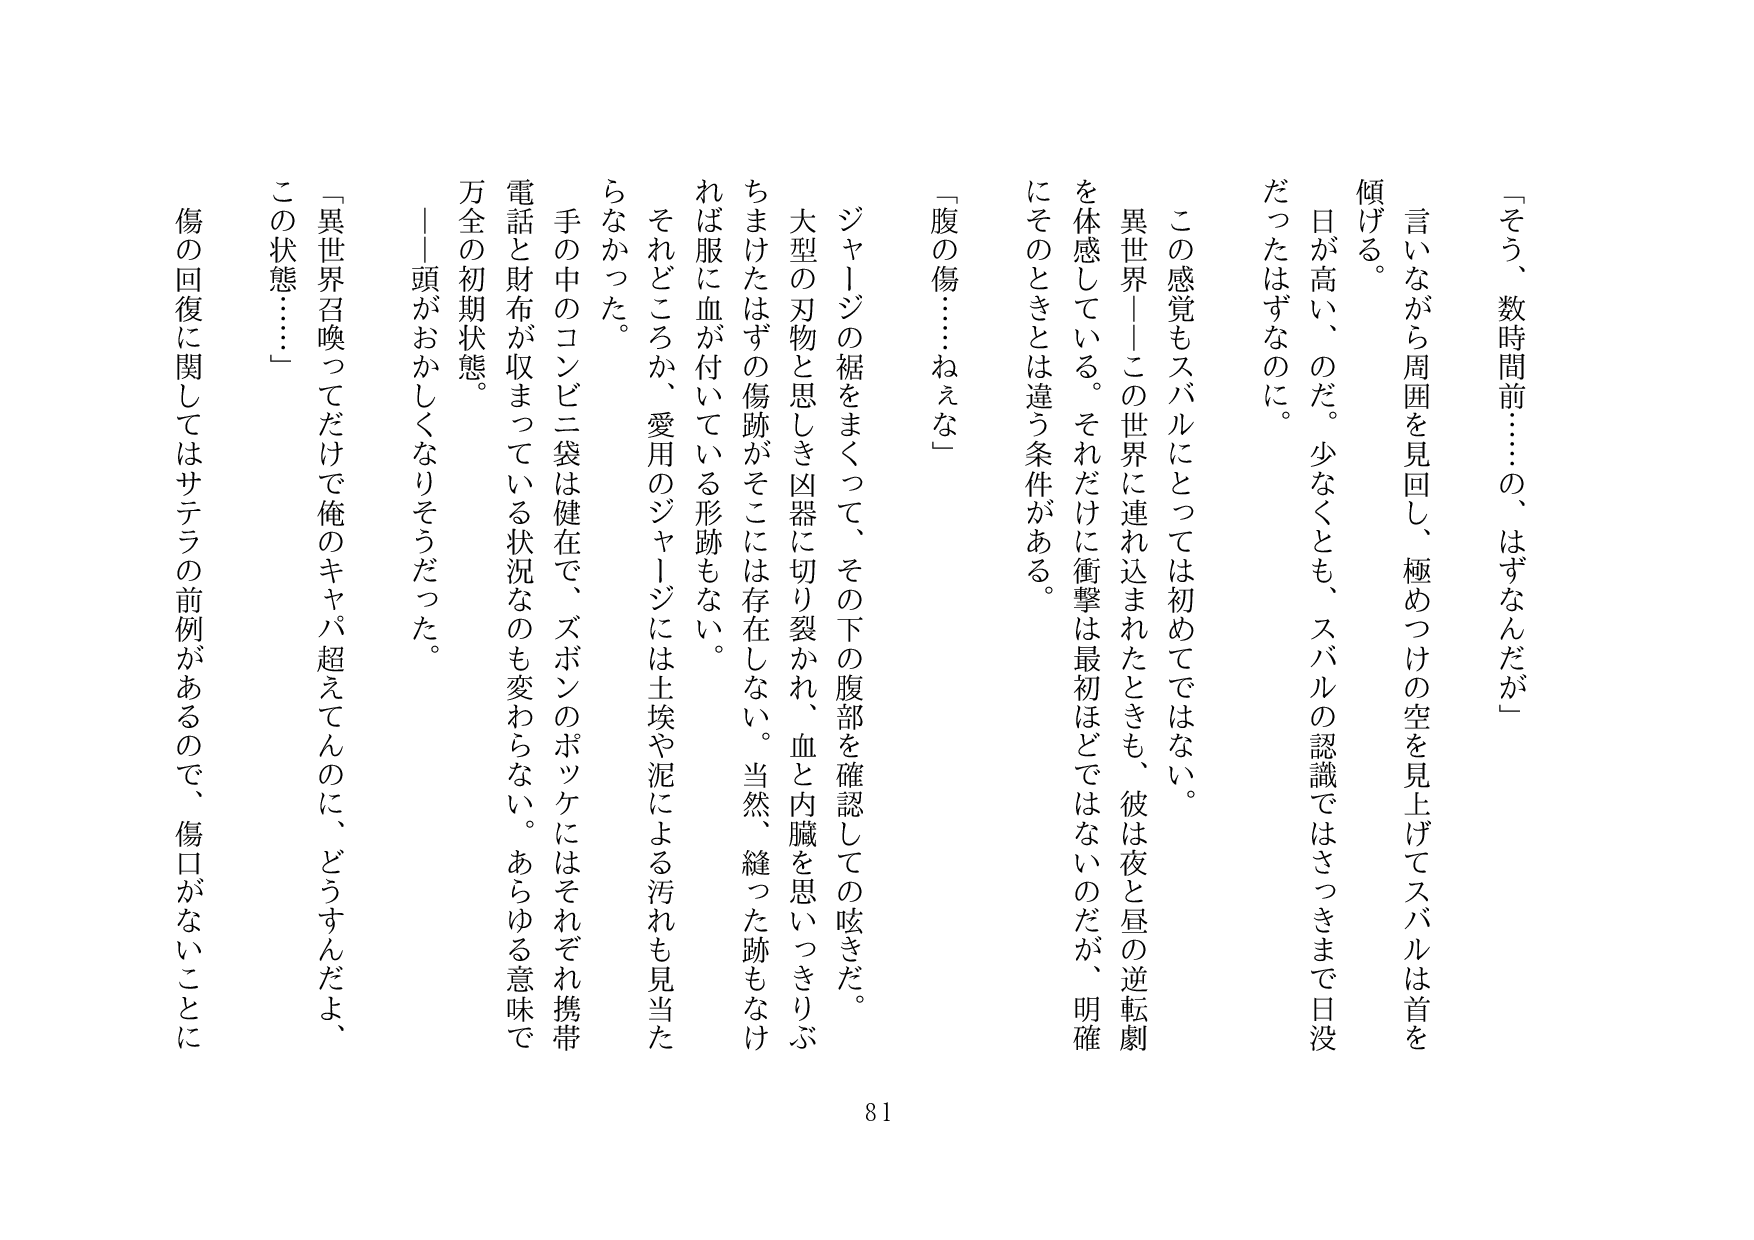 「そう、数時間前……の、はずなんだが」
　言いながら周囲を見回し、極めつけの空を見上げてスバルは首を
傾げる。
　日が高い、のだ。少なくとも、スバルの認識ではさっきまで日没
だったはずなのに。
　この感覚もスバルにとっては初めてではない。
　異世界――この世界に連れ込まれたときも、彼は夜と昼の逆転劇
を体感している。それだけに衝撃は最初ほどではないのだが、明確
にそのときとは違う条件がある。
「腹の傷……ねぇな」
　ジャージの裾をまくって、その下の腹部を確認しての呟きだ。
　大型の刃物と思しき凶器に切り裂かれ、血と内臓を思いっきりぶ
ちまけたはずの傷跡がそこには存在しない。当然、縫った跡もなけ
れば服に血が付いている形跡もない。
　それどころか、愛用のジャージには土埃や泥による汚れも見当た
らなかった。
　手の中のコンビニ袋は健在で、ズボンのポッケにはそれぞれ携帯
電話と財布が収まっている状況なのも変わらない。あらゆる意味で
万全の初期状態。
　――頭がおかしくなりそうだった。
「異世界召喚ってだけで俺のキャパ超えてんのに、どうすんだよ、
この状態……」
　傷の回復に関してはサテラの前例があるので、傷口がないことに
81